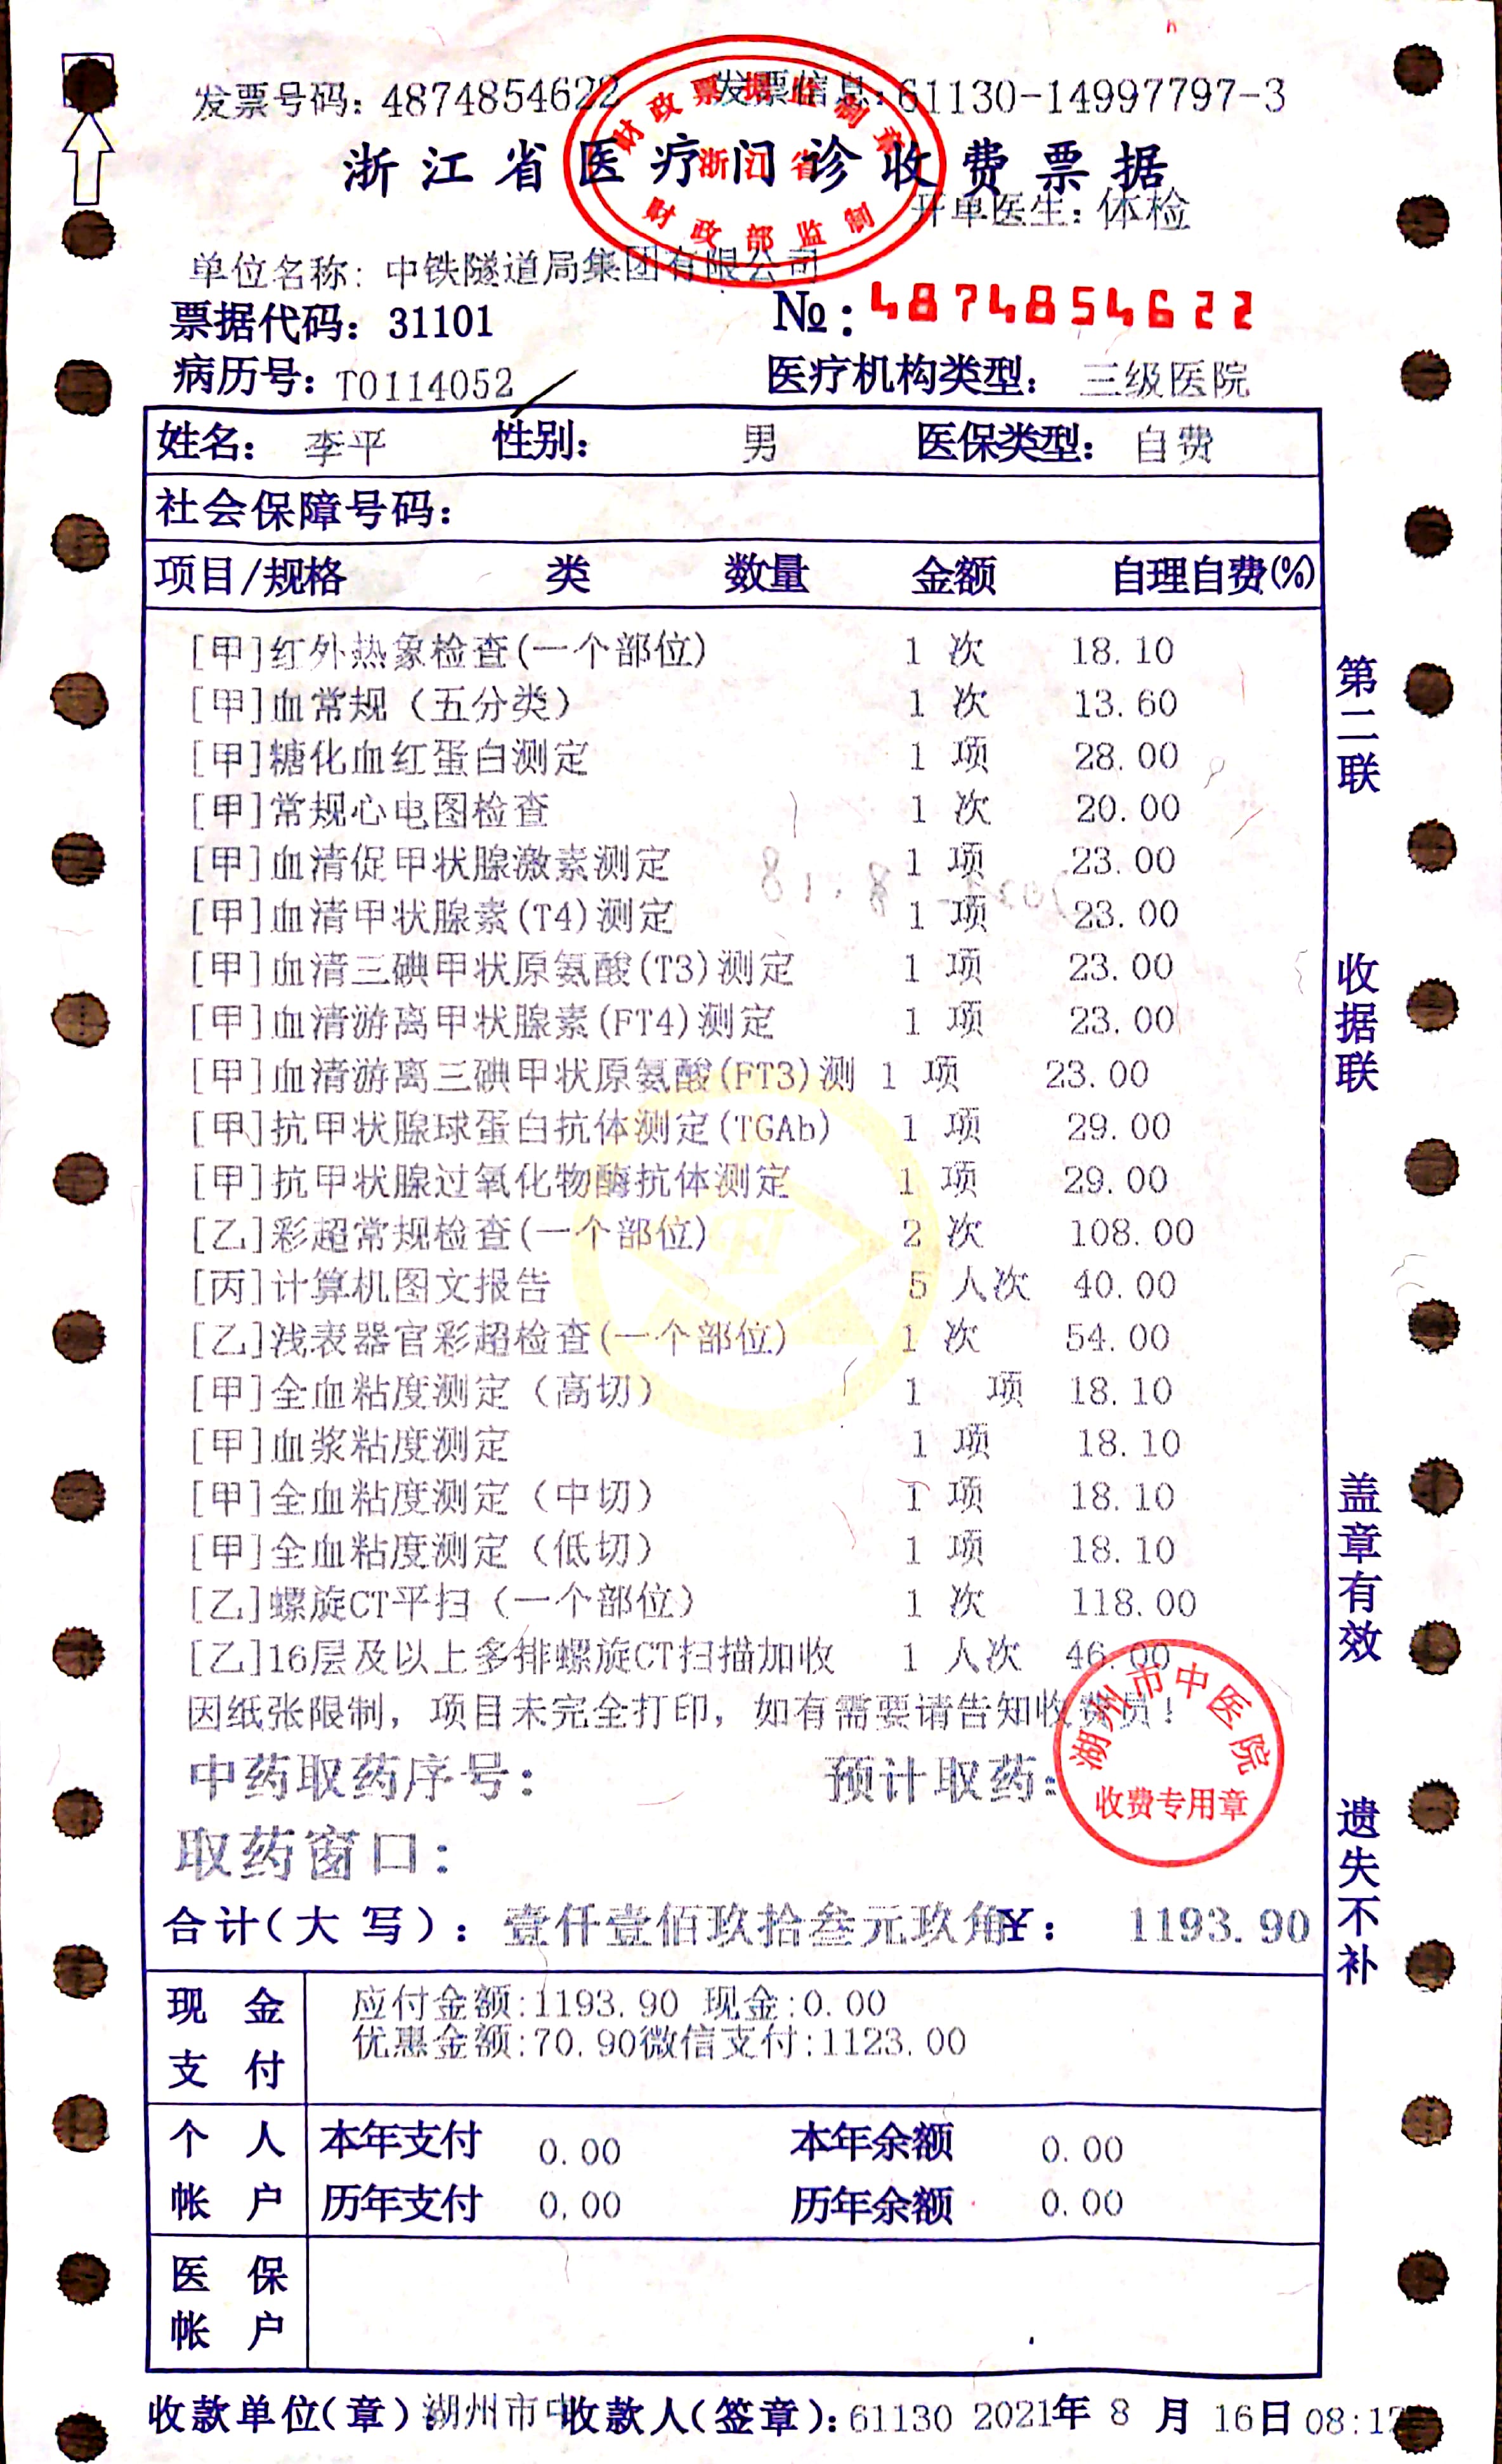 发票号码: 4874854622 发票信息: 61130-14997797-3
财政票据监制章
浙江省
财政部监制
浙江省医疗门诊收费票据
开单医生: 体检
单位名称: 中铁隧道局集团有限公司
票据代码: 31101 №: 4874854622
病历号: T0114052 医疗机构类型: 三级医院
姓名: 李平 性别: 男 医保类型: 自费
社会保障号码:
项目/规格 类 数量 金额 自理自费(%)
[甲]红外热象检查(一个部位) 1 次 18.10
[甲]血常规（五分类） 1 次 13.60
[甲]糖化血红蛋白测定 1 项 28.00
[甲]常规心电图检查 1 次 20.00
[甲]血清促甲状腺激素测定 1 项 23.00
[甲]血清甲状腺素(T4)测定 1 项 23.00
[甲]血清三碘甲状原氨酸(T3)测定 1 项 23.00
[甲]血清游离甲状腺素(FT4)测定 1 项 23.00
[甲]血清游离三碘甲状原氨酸(FT3)测 1 项 23.00
[甲]抗甲状腺球蛋白抗体测定(TGAb) 1 项 29.00
[甲]抗甲状腺过氧化物酶抗体测定 1 项 29.00
[乙]彩超常规检查(一个部位) 2 次 108.00
[丙]计算机图文报告 5 人次 40.00
[乙]浅表器官彩超检查(一个部位) 1 次 54.00
[甲]全血粘度测定（高切） 1 项 18.10
[甲]血浆粘度测定 1 项 18.10
[甲]全血粘度测定（中切） 1 项 18.10
[甲]全血粘度测定（低切） 1 项 18.10
[乙]螺旋CT平扫（一个部位） 1 次 118.00
[乙]16层及以上多排螺旋CT扫描加收 1 人次 46.00
因纸张限制，项目未完全打印，如有需要请告知收费员!
中药取药序号: 预计取药:
湖州市中医院
收费专用章
取药窗口:
合计(大写): 壹仟壹佰玖拾叁元玖角 ¥: 1193.90
现金支付 应付金额:1193.90 现金:0.00
优惠金额:70.90微信支付:1123.00
个人帐户 本年支付 0.00 本年余额 0.00
历年支付 0.00 历年余额 0.00
医保帐户
收款单位(章): 湖州市中 收款人(签章): 61130 2021年 8 月 16日 08:1
第二联 收据联 盖章有效 遗失不补